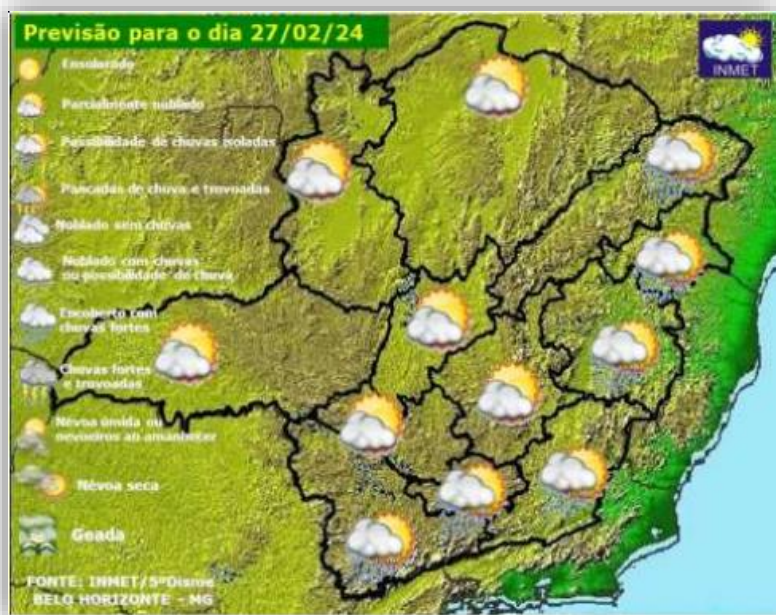 Previsão para o dia 27/02/24
INMET
Ensolarado
Parcialmente nublado
Possibilidade de chuvas isoladas
Pancadas de chuva e trovoadas
Noblado sem chuvas
Noblado com chuvas
ou possibilidade de chuva
Encoberto com
chuvas fortes
Chuvas fortes
e trovoadas
Névoa úmida ou
nevoeiros ao amanhecer
Névoa seca
Geada
FONTE: INMET/5ºDisme
BELO HORIZONTE - MG